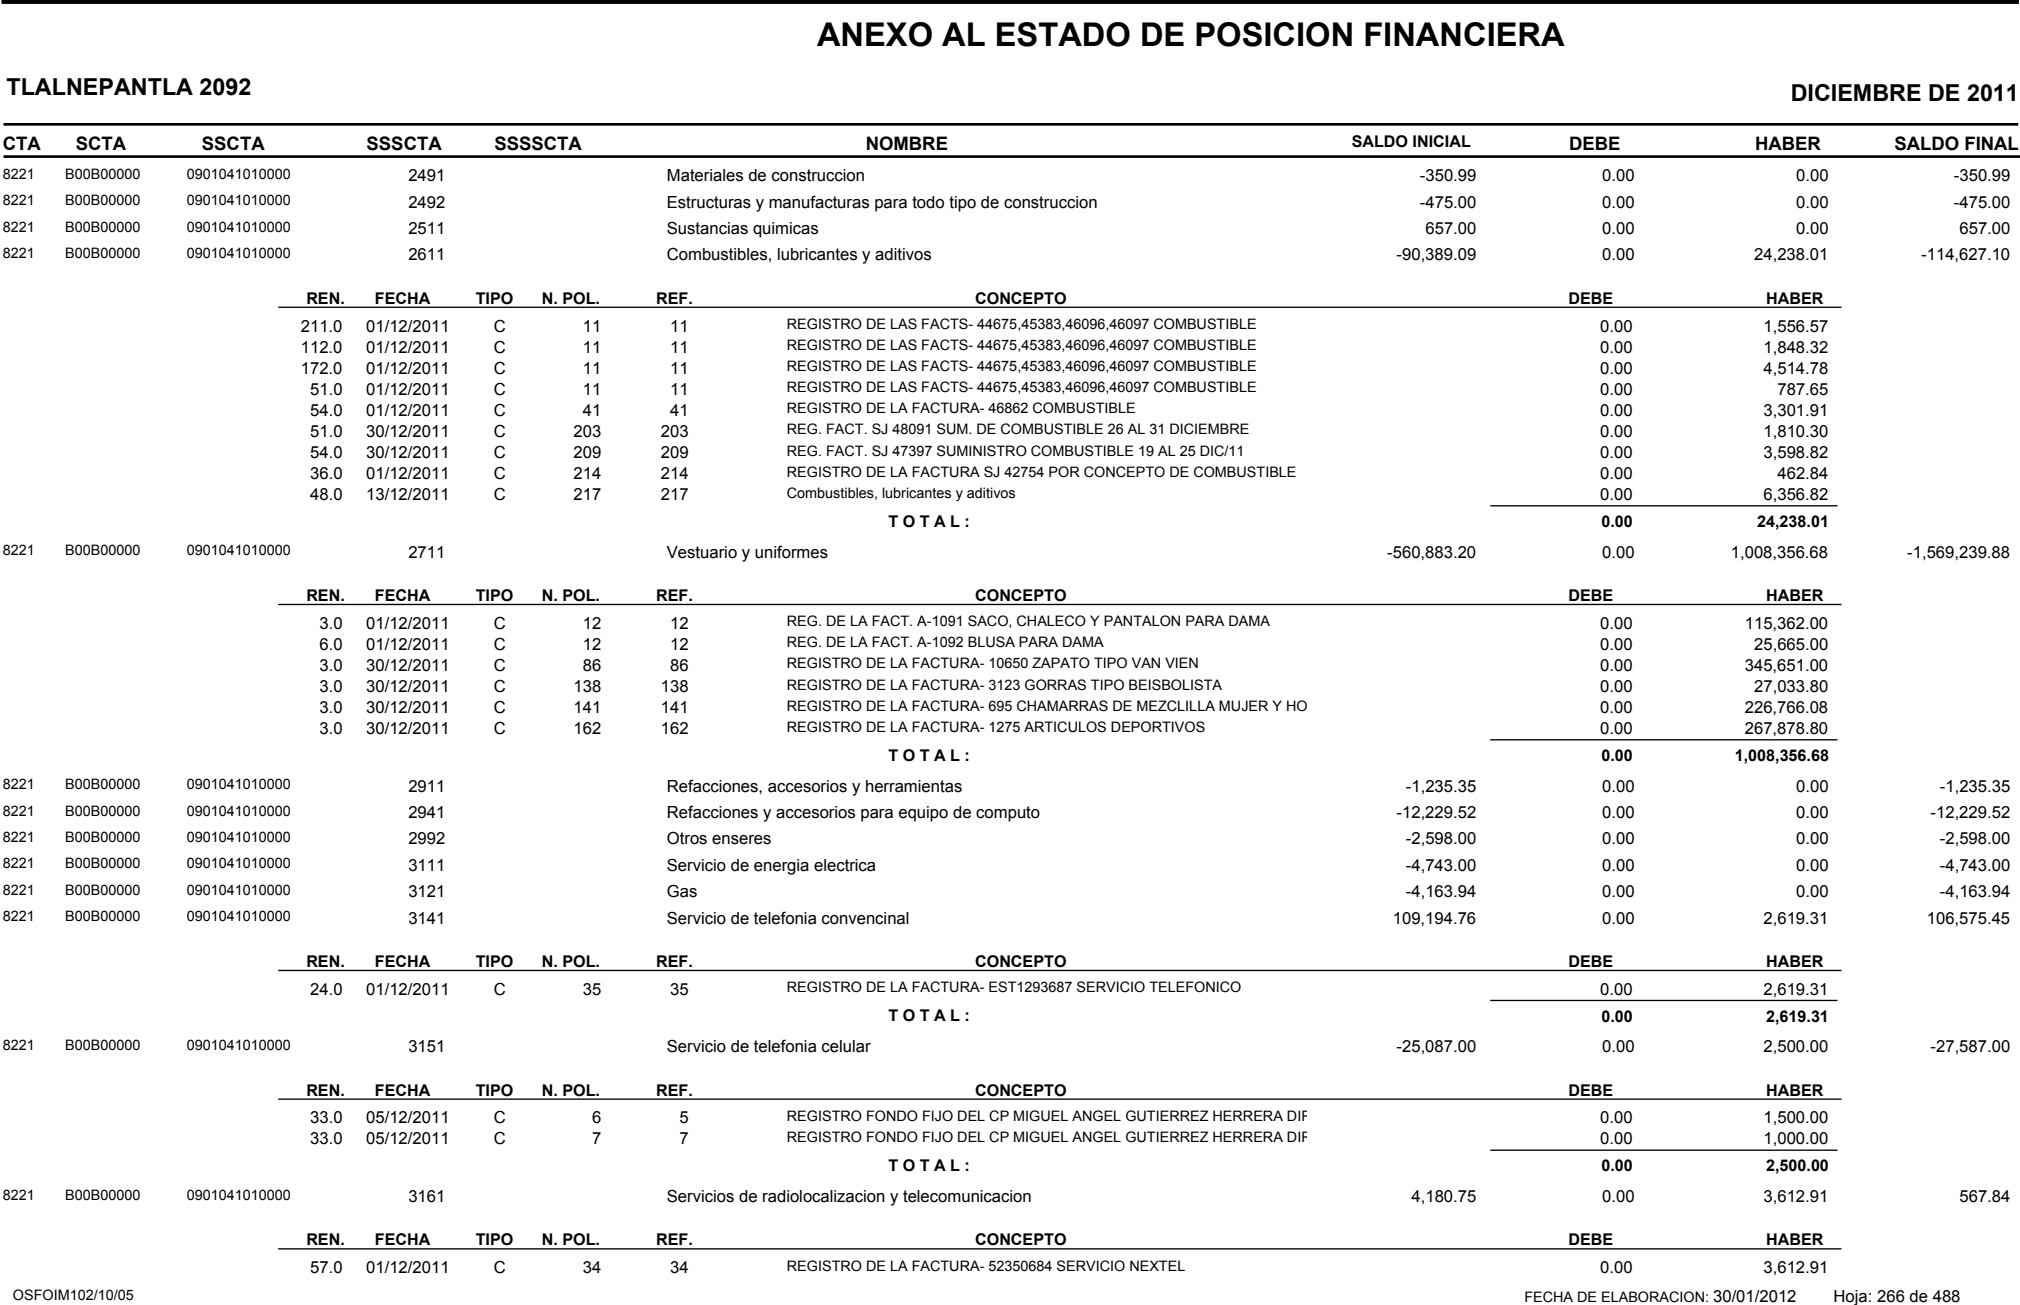 ANEXO AL ESTADO DE POSICION FINANCIERA
TLALNEPANTLA 2092 DICIEMBRE DE 2011
CTA SCTA SSCTA SSSCTA SSSSCTA NOMBRE SALDO INICIAL DEBE HABER SALDO FINAL
8221 B00B00000 0901041010000 2491 Materiales de construccion -350.99 0.00 0.00 -350.99
8221 B00B00000 0901041010000 2492 Estructuras y manufacturas para todo tipo de construccion -475.00 0.00 0.00 -475.00
8221 B00B00000 0901041010000 2511 Sustancias quimicas 657.00 0.00 0.00 657.00
8221 B00B00000 0901041010000 2611 Combustibles, lubricantes y aditivos -90,389.09 0.00 24,238.01 -114,627.10
REN. FECHA TIPO N. POL. REF. CONCEPTO DEBE HABER
211.0 01/12/2011 C 11 11 REGISTRO DE LAS FACTS- 44675,45383,46096,46097 COMBUSTIBLE 0.00 1,556.57
112.0 01/12/2011 C 11 11 REGISTRO DE LAS FACTS- 44675,45383,46096,46097 COMBUSTIBLE 0.00 1,848.32
172.0 01/12/2011 C 11 11 REGISTRO DE LAS FACTS- 44675,45383,46096,46097 COMBUSTIBLE 0.00 4,514.78
51.0 01/12/2011 C 11 11 REGISTRO DE LAS FACTS- 44675,45383,46096,46097 COMBUSTIBLE 0.00 787.65
54.0 01/12/2011 C 41 41 REGISTRO DE LA FACTURA- 46862 COMBUSTIBLE 0.00 3,301.91
51.0 30/12/2011 C 203 203 REG. FACT. SJ 48091 SUM. DE COMBUSTIBLE 26 AL 31 DICIEMBRE 0.00 1,810.30
54.0 30/12/2011 C 209 209 REG. FACT. SJ 47397 SUMINISTRO COMBUSTIBLE 19 AL 25 DIC/11 0.00 3,598.82
36.0 01/12/2011 C 214 214 REGISTRO DE LA FACTURA SJ 42754 POR CONCEPTO DE COMBUSTIBLE 0.00 462.84
48.0 13/12/2011 C 217 217 Combustibles, lubricantes y aditivos 0.00 6,356.82
T O T A L : 0.00 24,238.01
8221 B00B00000 0901041010000 2711 Vestuario y uniformes -560,883.20 0.00 1,008,356.68 -1,569,239.88
REN. FECHA TIPO N. POL. REF. CONCEPTO DEBE HABER
3.0 01/12/2011 C 12 12 REG. DE LA FACT. A-1091 SACO, CHALECO Y PANTALON PARA DAMA 0.00 115,362.00
6.0 01/12/2011 C 12 12 REG. DE LA FACT. A-1092 BLUSA PARA DAMA 0.00 25,665.00
3.0 30/12/2011 C 86 86 REGISTRO DE LA FACTURA- 10650 ZAPATO TIPO VAN VIEN 0.00 345,651.00
3.0 30/12/2011 C 138 138 REGISTRO DE LA FACTURA- 3123 GORRAS TIPO BEISBOLISTA 0.00 27,033.80
3.0 30/12/2011 C 141 141 REGISTRO DE LA FACTURA- 695 CHAMARRAS DE MEZCLILLA MUJER Y HO 0.00 226,766.08
3.0 30/12/2011 C 162 162 REGISTRO DE LA FACTURA- 1275 ARTICULOS DEPORTIVOS 0.00 267,878.80
T O T A L : 0.00 1,008,356.68
8221 B00B00000 0901041010000 2911 Refacciones, accesorios y herramientas -1,235.35 0.00 0.00 -1,235.35
8221 B00B00000 0901041010000 2941 Refacciones y accesorios para equipo de computo -12,229.52 0.00 0.00 -12,229.52
8221 B00B00000 0901041010000 2992 Otros enseres -2,598.00 0.00 0.00 -2,598.00
8221 B00B00000 0901041010000 3111 Servicio de energia electrica -4,743.00 0.00 0.00 -4,743.00
8221 B00B00000 0901041010000 3121 Gas -4,163.94 0.00 0.00 -4,163.94
8221 B00B00000 0901041010000 3141 Servicio de telefonia convencinal 109,194.76 0.00 2,619.31 106,575.45
REN. FECHA TIPO N. POL. REF. CONCEPTO DEBE HABER
24.0 01/12/2011 C 35 35 REGISTRO DE LA FACTURA- EST1293687 SERVICIO TELEFONICO 0.00 2,619.31
T O T A L : 0.00 2,619.31
8221 B00B00000 0901041010000 3151 Servicio de telefonia celular -25,087.00 0.00 2,500.00 -27,587.00
REN. FECHA TIPO N. POL. REF. CONCEPTO DEBE HABER
33.0 05/12/2011 C 6 5 REGISTRO FONDO FIJO DEL CP MIGUEL ANGEL GUTIERREZ HERRERA DIF 0.00 1,500.00
33.0 05/12/2011 C 7 7 REGISTRO FONDO FIJO DEL CP MIGUEL ANGEL GUTIERREZ HERRERA DIF 0.00 1,000.00
T O T A L : 0.00 2,500.00
8221 B00B00000 0901041010000 3161 Servicios de radiolocalizacion y telecomunicacion 4,180.75 0.00 3,612.91 567.84
REN. FECHA TIPO N. POL. REF. CONCEPTO DEBE HABER
57.0 01/12/2011 C 34 34 REGISTRO DE LA FACTURA- 52350684 SERVICIO NEXTEL 0.00 3,612.91
OSFOIM102/10/05 FECHA DE ELABORACION: 30/01/2012 Hoja: 266 de 488